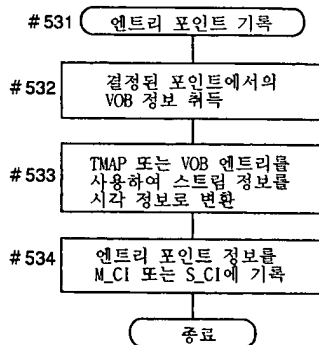 #531
엔트리 포인트 기록
#532
결정된 포인트에서의
VOB 정보 취득
#533
TMAP 또는 VOB 엔트리를
사용하여 스트림 정보를
시각 정보로 변환
#534
엔트리 포인트 정보를
M_CI 또는 S_CI에 기록
종료